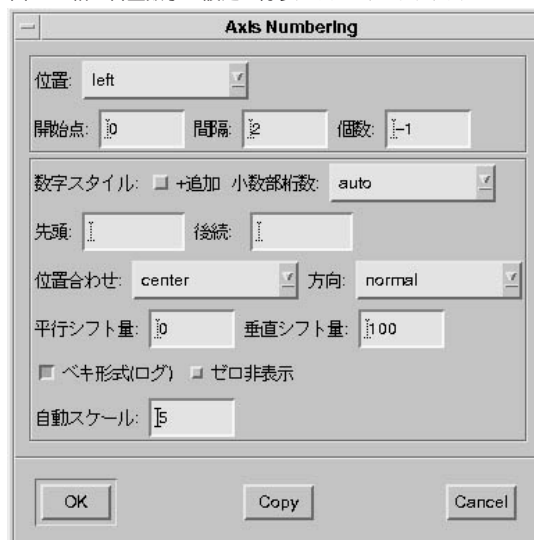 Axis Numbering
位置: left
開始点: 0 間隔: 2 個数: -1
数字スタイル: +追加 小数部桁数: auto
先頭: 後続:
位置合わせ: center 方向: normal
平行シフト量: 0 垂直シフト量: 100
ベキ形式(ログ) ゼロ非表示
自動スケール: 5
OK Copy Cancel